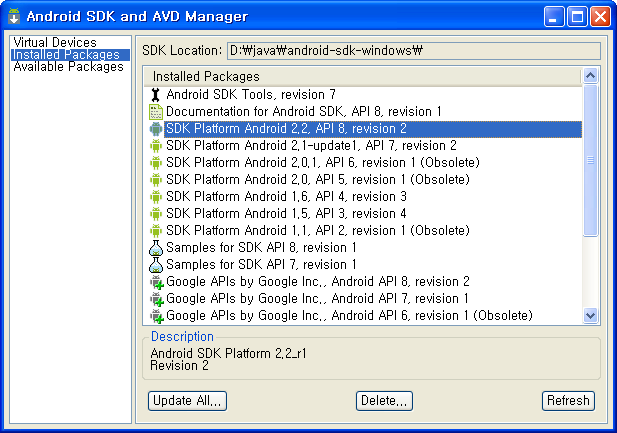 Android SDK and AVD Manager
Virtual Devices
Installed Packages
Available Packages
SDK Location: D:₩java₩android-sdk-windows₩
Installed Packages
Android SDK Tools, revision 7
Documentation for Android SDK, API 8, revision 1
SDK Platform Android 2.2, API 8, revision 2
SDK Platform Android 2.1-update1, API 7, revision 2
SDK Platform Android 2.0.1, API 6, revision 1 (Obsolete)
SDK Platform Android 2.0, API 5, revision 1 (Obsolete)
SDK Platform Android 1.6, API 4, revision 3
SDK Platform Android 1.5, API 3, revision 4
SDK Platform Android 1.1, API 2, revision 1 (Obsolete)
Samples for SDK API 8, revision 1
Samples for SDK API 7, revision 1
Google APIs by Google Inc., Android API 8, revision 2
Google APIs by Google Inc., Android API 7, revision 1
Google APIs by Google Inc., Android API 6, revision 1 (Obsolete)
Description
Android SDK Platform 2.2_r1
Revision 2
Update All...
Delete...
Refresh